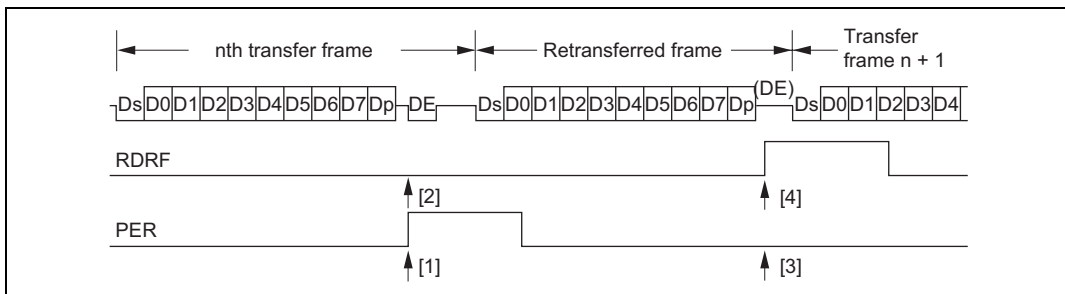 nth transfer frame
Retransferred frame
Transfer
frame n + 1
Ds D0 D1 D2 D3 D4 D5 D6 D7 Dp DE Ds D0 D1 D2 D3 D4 D5 D6 D7 Dp (DE) Ds D0 D1 D2 D3 D4
RDRF
[2] [4]
PER
[1] [3]